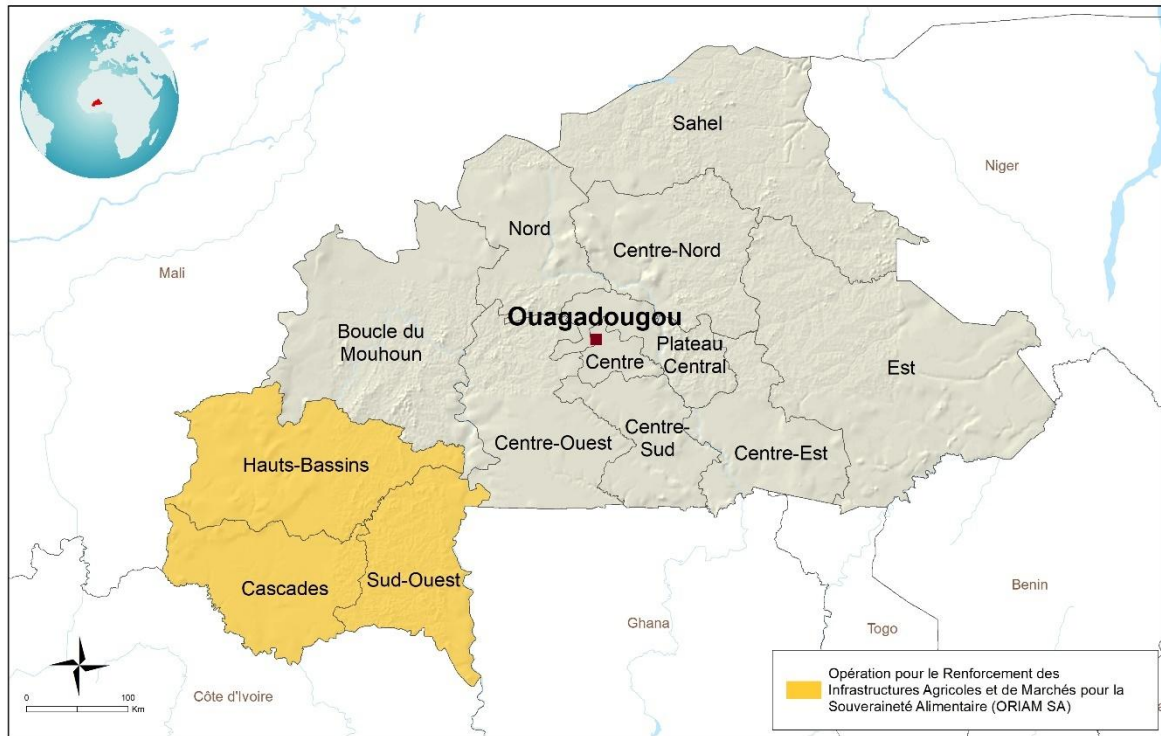 Sahel
Niger
Nord
Centre-Nord
Mali
Ouagadougou
Boucle du
Mouhoun
Plateau
Central
Centre
Est
Centre-
Sud
Centre-Ouest
Centre-Est
Hauts-Bassins
Sud-Ouest
Cascades
Benin
Ghana
Togo
Côte d'Ivoire
0
100
Km
Opération pour le Renforcement des
Infrastructures Agricoles et de Marchés pour la
Souveraineté Alimentaire (ORIAM SA)